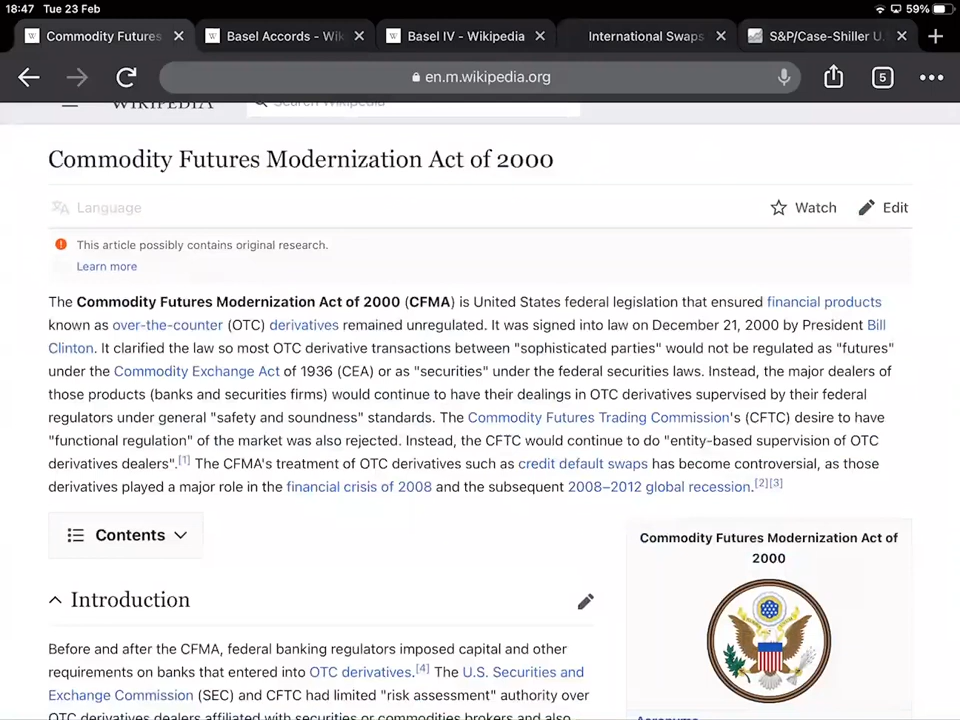 18:47 Tue 23 Feb 59%
Commodity Futures Basel Accords - Wik Basel IV - Wikipedia International Swaps S&P/Case-Shiller U.
en.m.wikipedia.org 5
WIKIPEDIA Search Wikipedia
Commodity Futures Modernization Act of 2000
Language Watch Edit
This article possibly contains original research.
Learn more
The Commodity Futures Modernization Act of 2000 (CFMA) is United States federal legislation that ensured financial products
known as over-the-counter (OTC) derivatives remained unregulated. It was signed into law on December 21, 2000 by President Bill
Clinton. It clarified the law so most OTC derivative transactions between "sophisticated parties" would not be regulated as "futures"
under the Commodity Exchange Act of 1936 (CEA) or as "securities" under the federal securities laws. Instead, the major dealers of
those products (banks and securities firms) would continue to have their dealings in OTC derivatives supervised by their federal
regulators under general "safety and soundness" standards. The Commodity Futures Trading Commission's (CFTC) desire to have
"functional regulation" of the market was also rejected. Instead, the CFTC would continue to do "entity-based supervision of OTC
derivatives dealers".[1] The CFMA's treatment of OTC derivatives such as credit default swaps has become controversial, as those
derivatives played a major role in the financial crisis of 2008 and the subsequent 2008–2012 global recession.[2][3]
Contents
Commodity Futures Modernization Act of
2000
Introduction
Before and after the CFMA, federal banking regulators imposed capital and other
requirements on banks that entered into OTC derivatives.[4] The U.S. Securities and
Exchange Commission (SEC) and CFTC had limited "risk assessment" authority over
OTC derivatives dealers affiliated with securities or commodities brokers and also
Acronyms